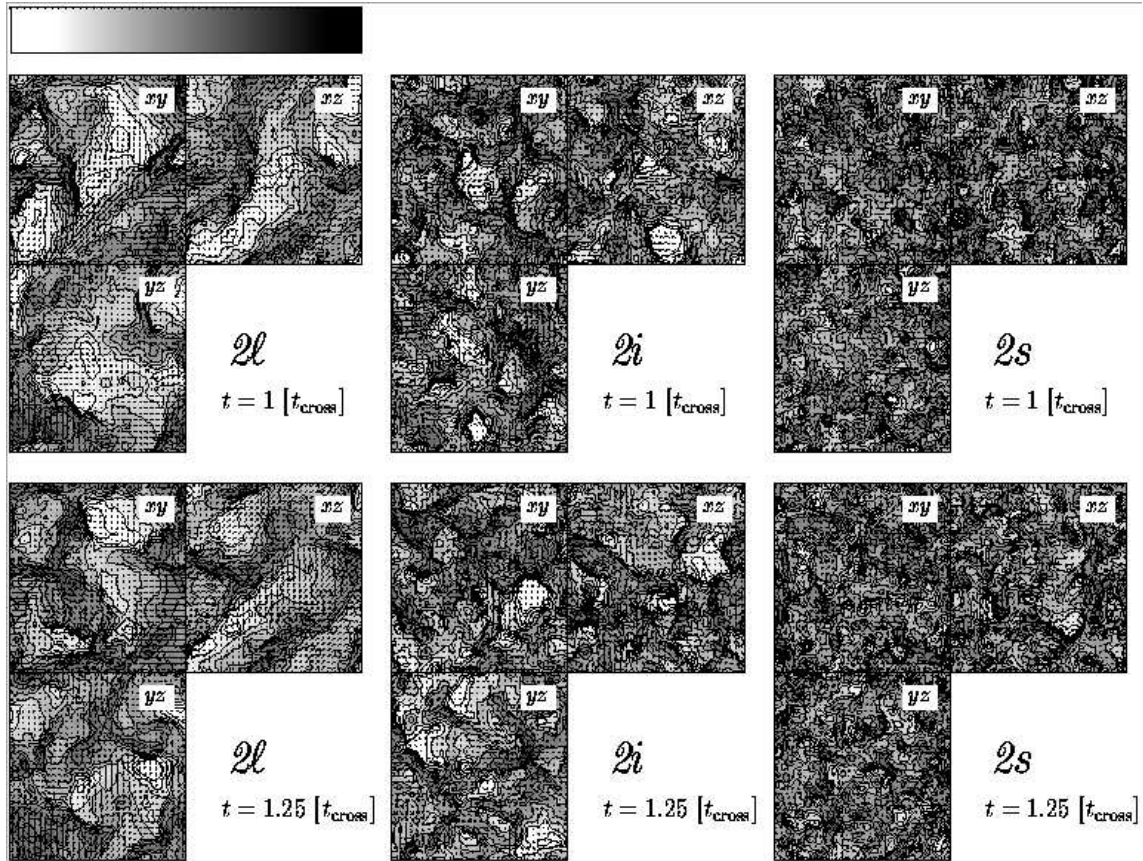 xy xz xy xz xy xz
yz yz yz
2ℓ 2i 2s
t = 1 [t_cross] t = 1 [t_cross] t = 1 [t_cross]
xy xz xy xz xy xz
yz yz yz
2ℓ 2i 2s
t = 1.25 [t_cross] t = 1.25 [t_cross] t = 1.25 [t_cross]